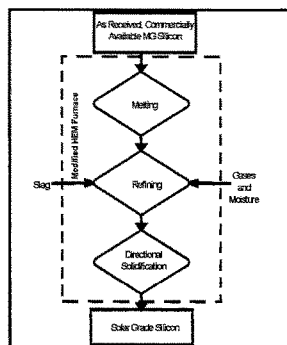 As Received, Commercially
Available MG Silicon
Modified HEM Furnace
Melting
Slag
Refining
Gases
and
Moisture
Directional
Solidification
Solar Grade Silicon